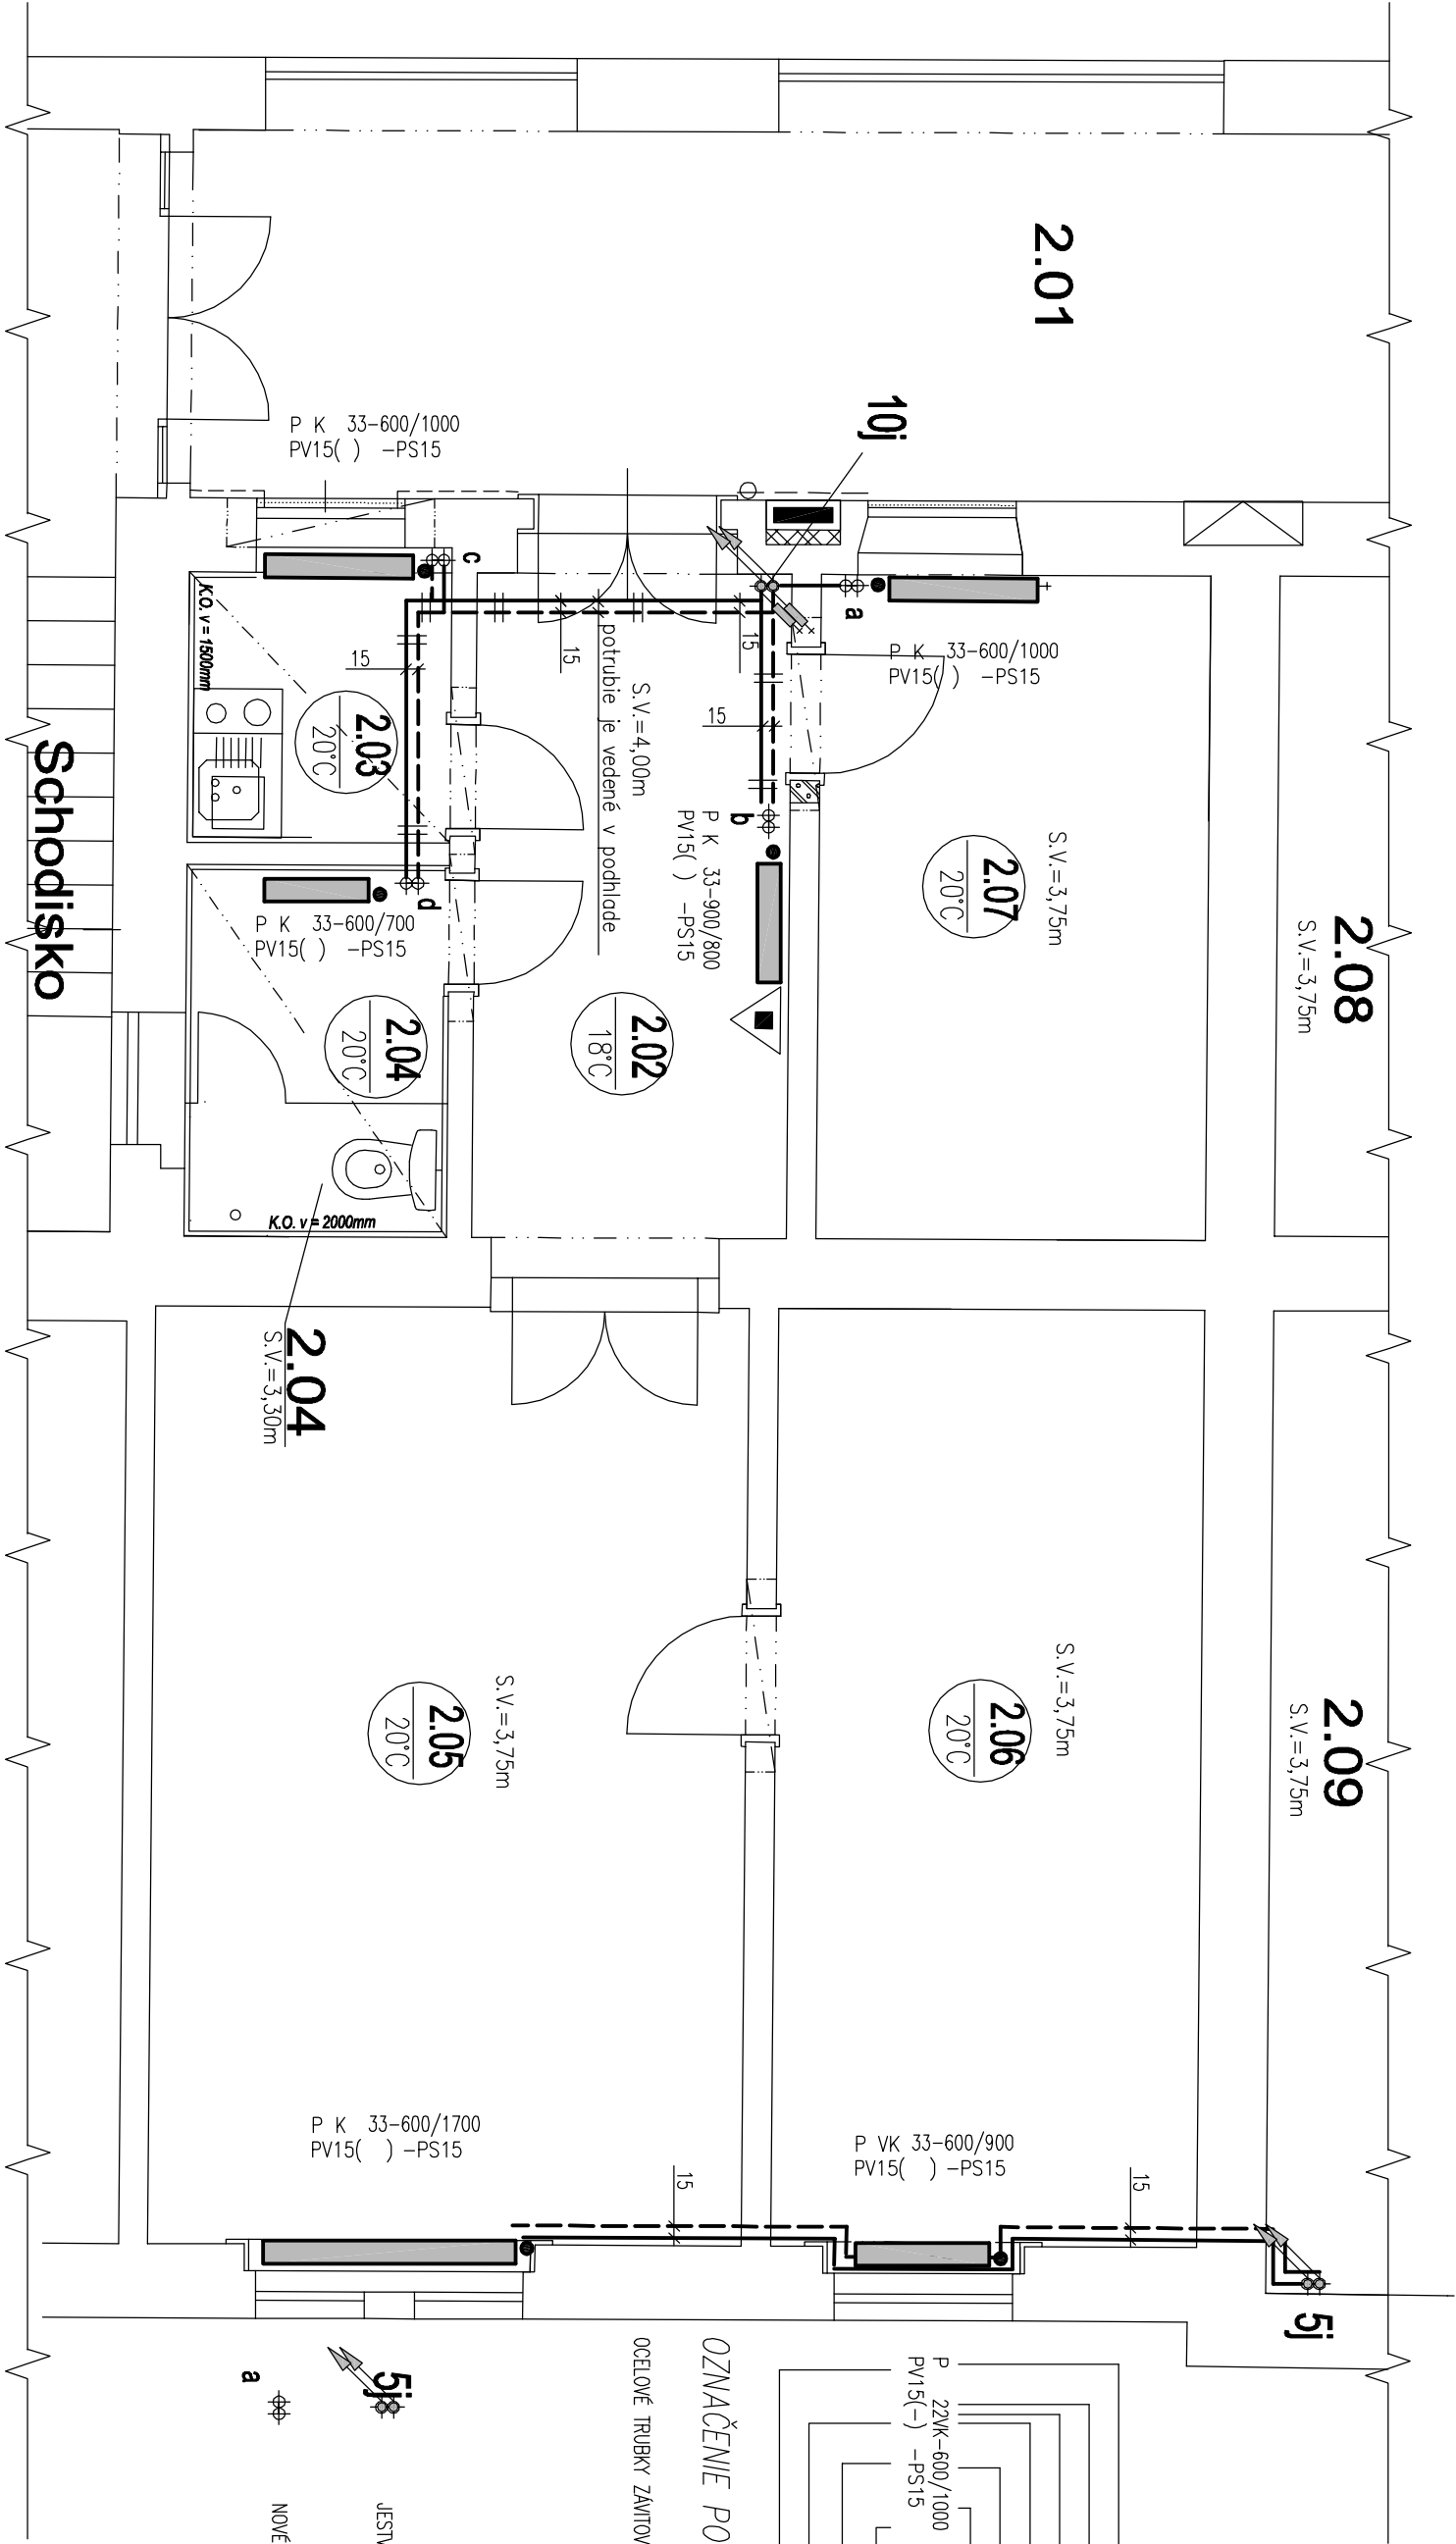 2.01
10j
P K 33-600/1000
PV15( ) -PS15
c
a
P K 33-600/1000
PV15( ) -PS15
15
15
15
15
potrubie je vedené v podhlade
S.V.=4,00m
K.O. v = 1500mm
2.03
20°C
b
P K 33-900/800
PV15( ) -PS15
2.07
20°C
S.V.=3,75m
2.08
S.V.=3,75m
Schodisko
d
P K 33-600/700
PV15( ) -PS15
2.04
20°C
2.02
18°C
K.O. v = 2000mm
2.04
S.V.=3,30m
2.05
20°C
S.V.=3,75m
2.06
20°C
S.V.=3,75m
2.09
S.V.=3,75m
P K 33-600/1700
PV15( ) -PS15
15
P VK 33-600/900
PV15( ) -PS15
15
5j
P 22VK-600/1000
PV15(-) -PS15
OZNAČENIE PO
OCELOVÉ TRUBKY ZÁVITOV
5j
JESTV
a
NOVÉ